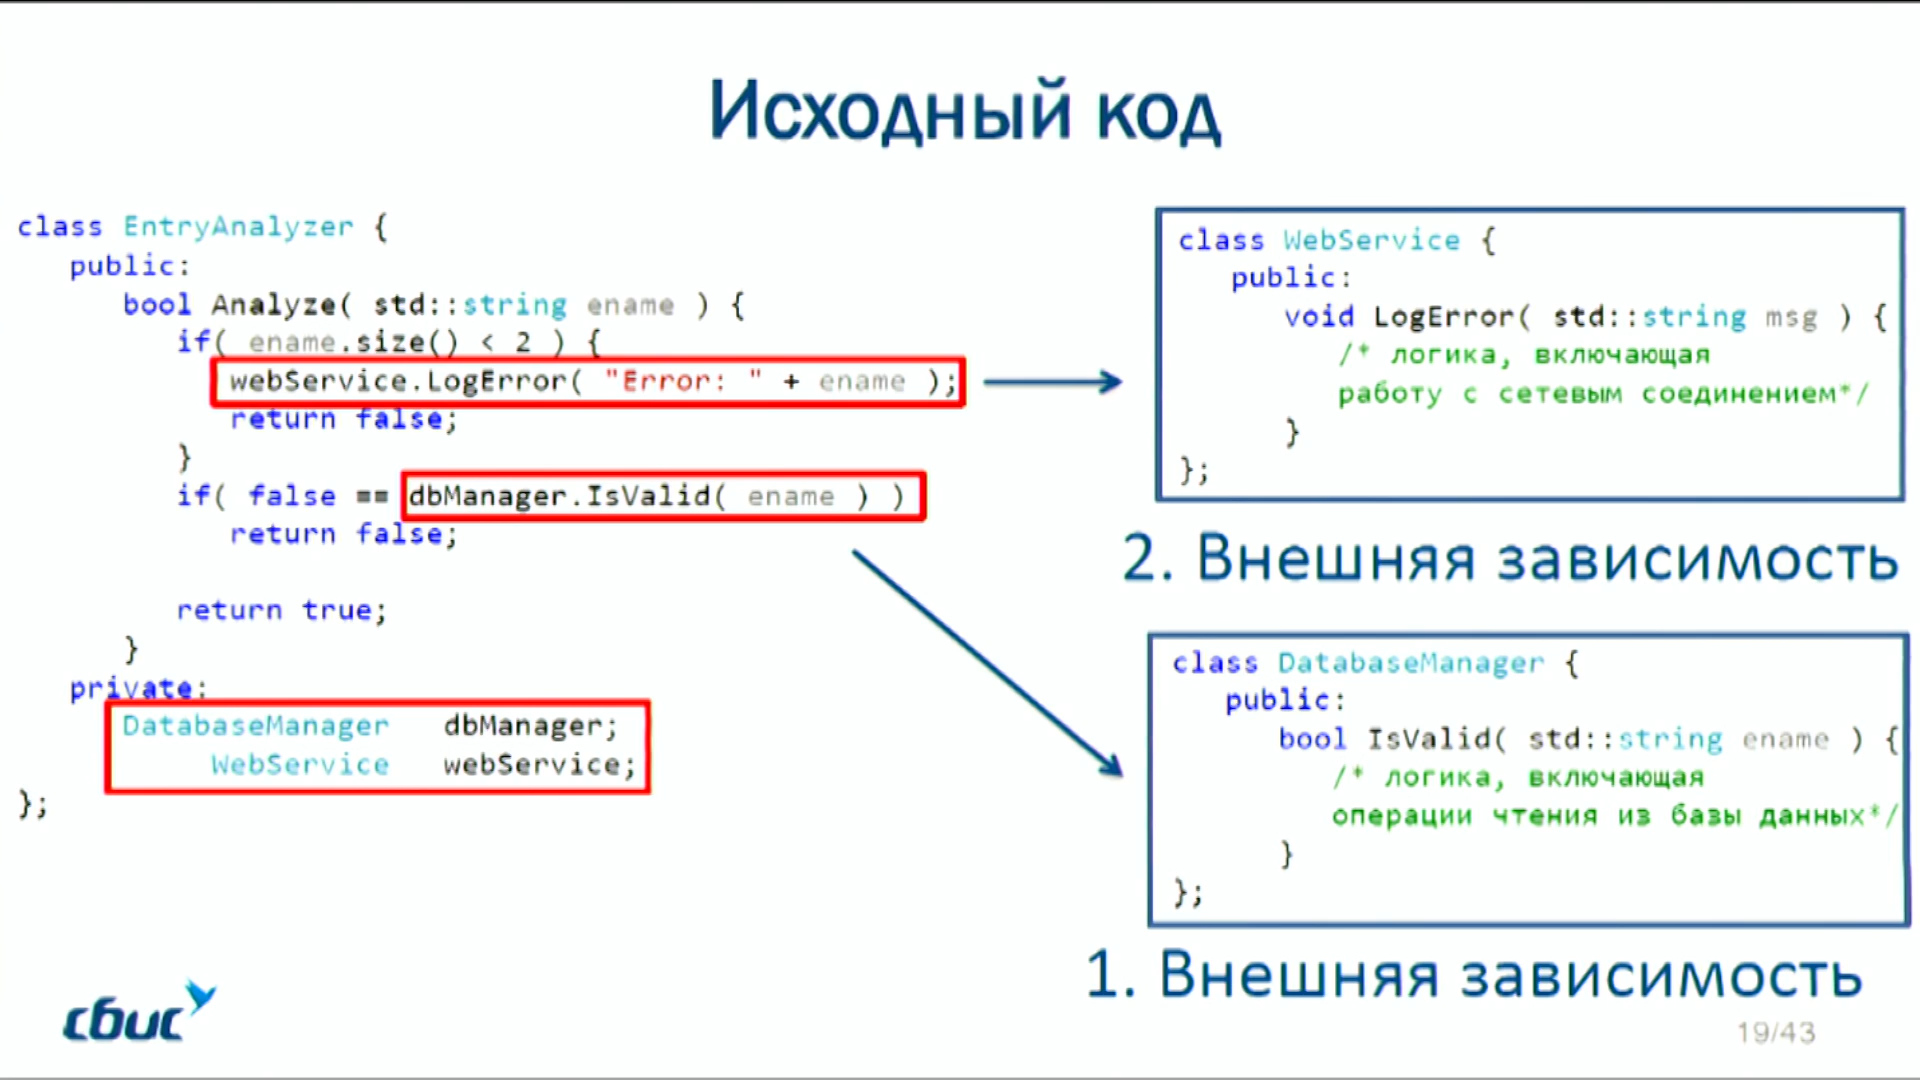 Исходный код
class EntryAnalyzer {
public:
bool Analyze( std::string ename ) {
if( ename.size() < 2 ) {
webService.LogError( "Error: " + ename );
return false;
}
if( false == dbManager.IsValid( ename ) )
return false;
return true;
}
private:
DatabaseManager dbManager;
WebService webService;
};
class WebService {
public:
void LogError( std::string msg ) {
/* логика, включающая
работу с сетевым соединением*/
}
};
2. Внешняя зависимость
class DatabaseManager {
public:
bool IsValid( std::string ename ) {
/* логика, включающая
операции чтения из базы данных*/
}
};
1. Внешняя зависимость
сбис
19/43